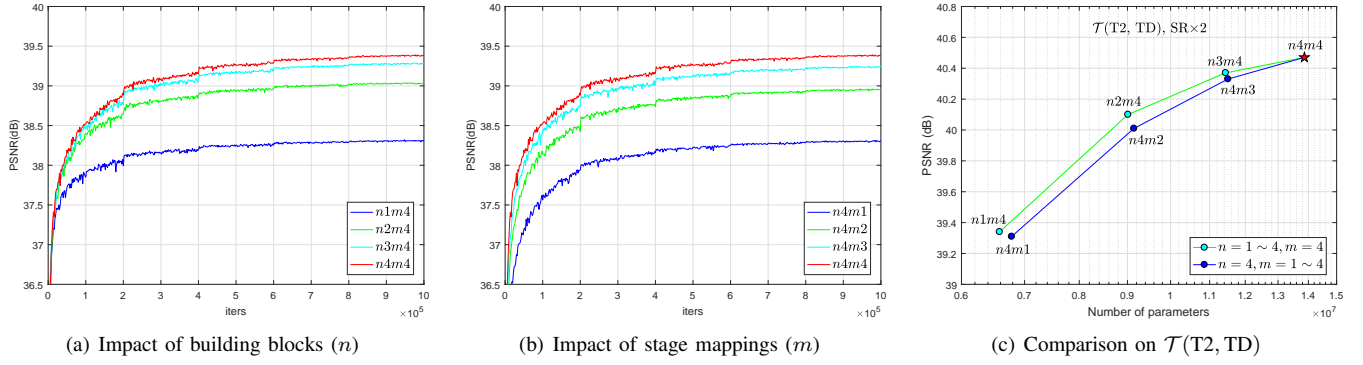 40
39.5
39
38.5
38
37.5
37
36.5
PSNR(dB)
n1m4
n2m4
n3m4
n4m4
0 1 2 3 4 5 6 7 8 9 10
iters
×10^5
(a) Impact of building blocks (n)
40
39.5
39
38.5
38
37.5
37
36.5
PSNR(dB)
n4m1
n4m2
n4m3
n4m4
0 1 2 3 4 5 6 7 8 9 10
iters
×10^5
(b) Impact of stage mappings (m)
40.8
40.6
40.4
40.2
40
39.8
39.6
39.4
39.2
39
PSNR (dB)
𝒯(T2, TD), SR×2
n4m4
n3m4
n4m3
n2m4
n4m2
n1m4
n4m1
n = 1 ∼ 4, m = 4
n = 4, m = 1 ∼ 4
0.6 0.7 0.8 0.9 1.1 1.2 1.3 1.4 1.5
Number of parameters
×10^7
(c) Comparison on 𝒯(T2, TD)